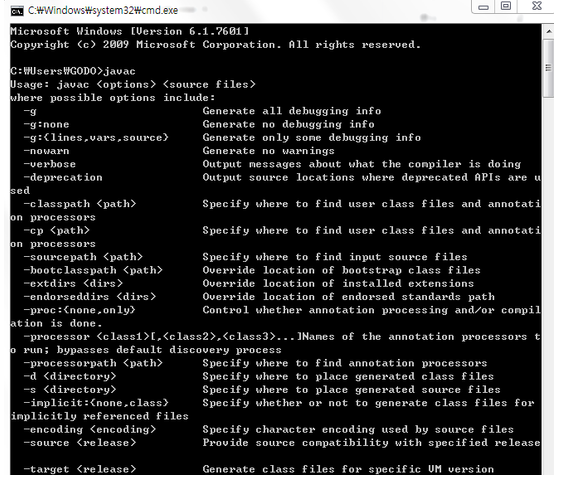 C:₩Windows₩system32₩cmd.exe
Microsoft Windows [Version 6.1.7601]
Copyright (c) 2009 Microsoft Corporation. All rights reserved.
C:₩Users₩GODO>javac
Usage: javac <options> <source files>
where possible options include:
-g Generate all debugging info
-g:none Generate no debugging info
-g:{lines,vars,source} Generate only some debugging info
-nowarn Generate no warnings
-verbose Output messages about what the compiler is doing
-deprecation Output source locations where deprecated APIs are u
sed
-classpath <path> Specify where to find user class files and annotati
on processors
-cp <path> Specify where to find user class files and annotati
on processors
-sourcepath <path> Specify where to find input source files
-bootclasspath <path> Override location of bootstrap class files
-extdirs <dirs> Override location of installed extensions
-endorseddirs <dirs> Override location of endorsed standards path
-proc:{none,only} Control whether annotation processing and/or compil
ation is done.
-processor <class1>[,<class2>,<class3>...]Names of the annotation processors t
o run; bypasses default discovery process
-processorpath <path> Specify where to find annotation processors
-d <directory> Specify where to place generated class files
-s <directory> Specify where to place generated source files
-implicit:{none,class} Specify whether or not to generate class files for
implicitly referenced files
-encoding <encoding> Specify character encoding used by source files
-source <release> Provide source compatibility with specified release
-target <release> Generate class files for specific VM version